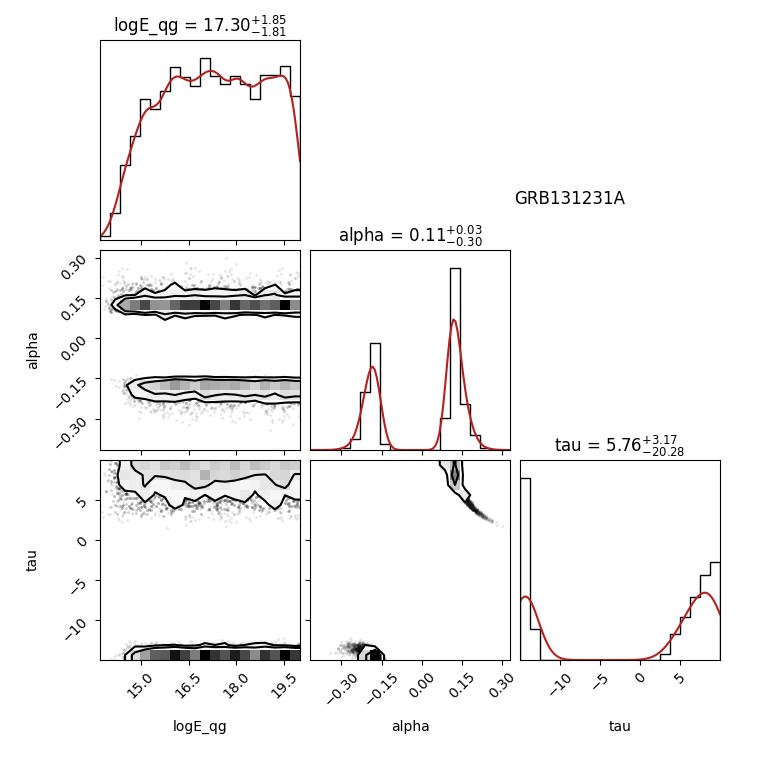 logE_qg = 17.30+1.85−1.81
GRB131231A
alpha = 0.11+0.03−0.30
0.30
0.15
0.00
−0.15
−0.30
alpha
tau = 5.76+3.17−20.28
5
0
−5
−10
tau
15.0 16.5 18.0 19.5 −0.30 −0.15 0.00 0.15 0.30 −10 −5 0 5
logE_qg alpha tau